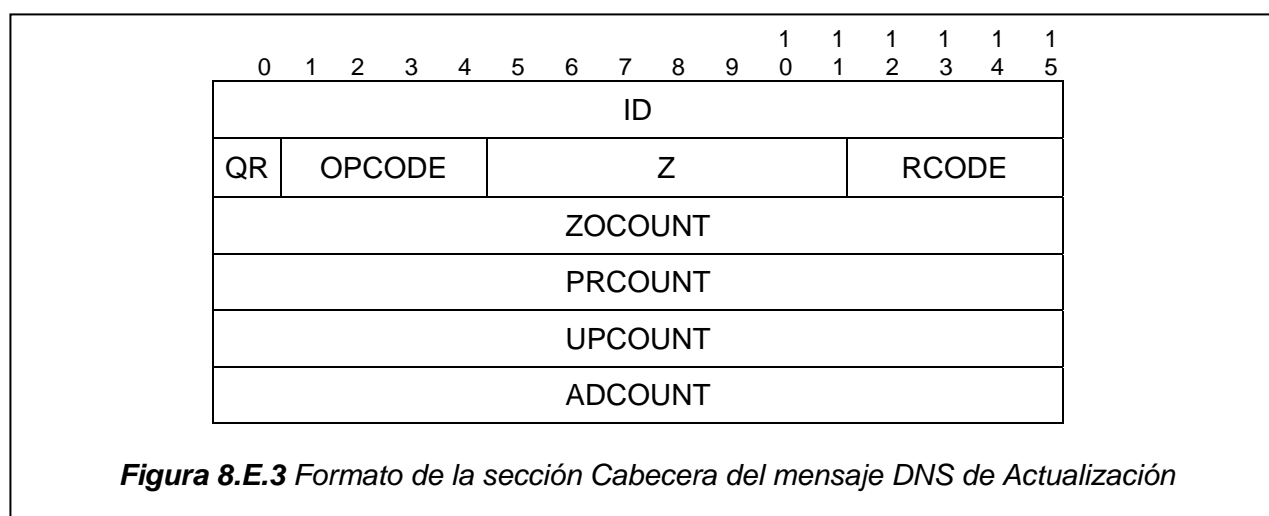 1 1 1 1 1 1
0 1 2 3 4 5 6 7 8 9 0 1 2 3 4 5
ID
QR OPCODE Z RCODE
ZOCOUNT
PRCOUNT
UPCOUNT
ADCOUNT
Figura 8.E.3 Formato de la sección Cabecera del mensaje DNS de Actualización